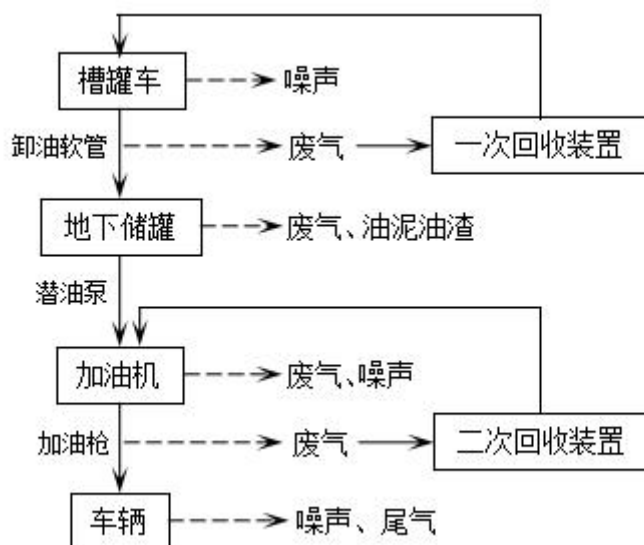 槽罐车
噪声
卸油软管
废气
一次回收装置
地下储罐
废气、油泥油渣
潜油泵
加油机
废气、噪声
加油枪
废气
二次回收装置
车辆
噪声、尾气